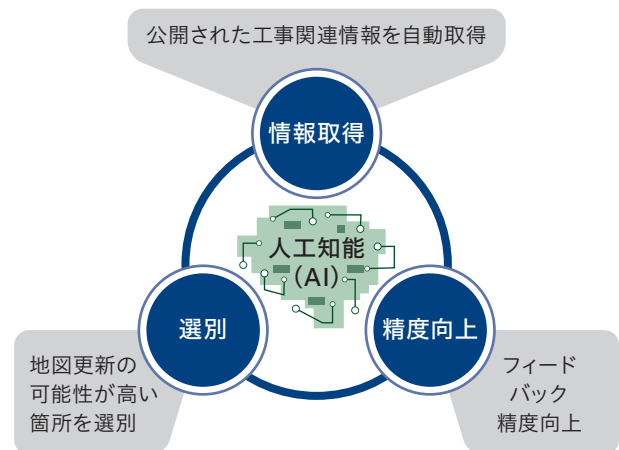 公開された工事関連情報を自動取得
情報取得
人工知能
(AI)
選別
精度向上
地図更新の
可能性が高い
箇所を選別
フィード
バック
精度向上